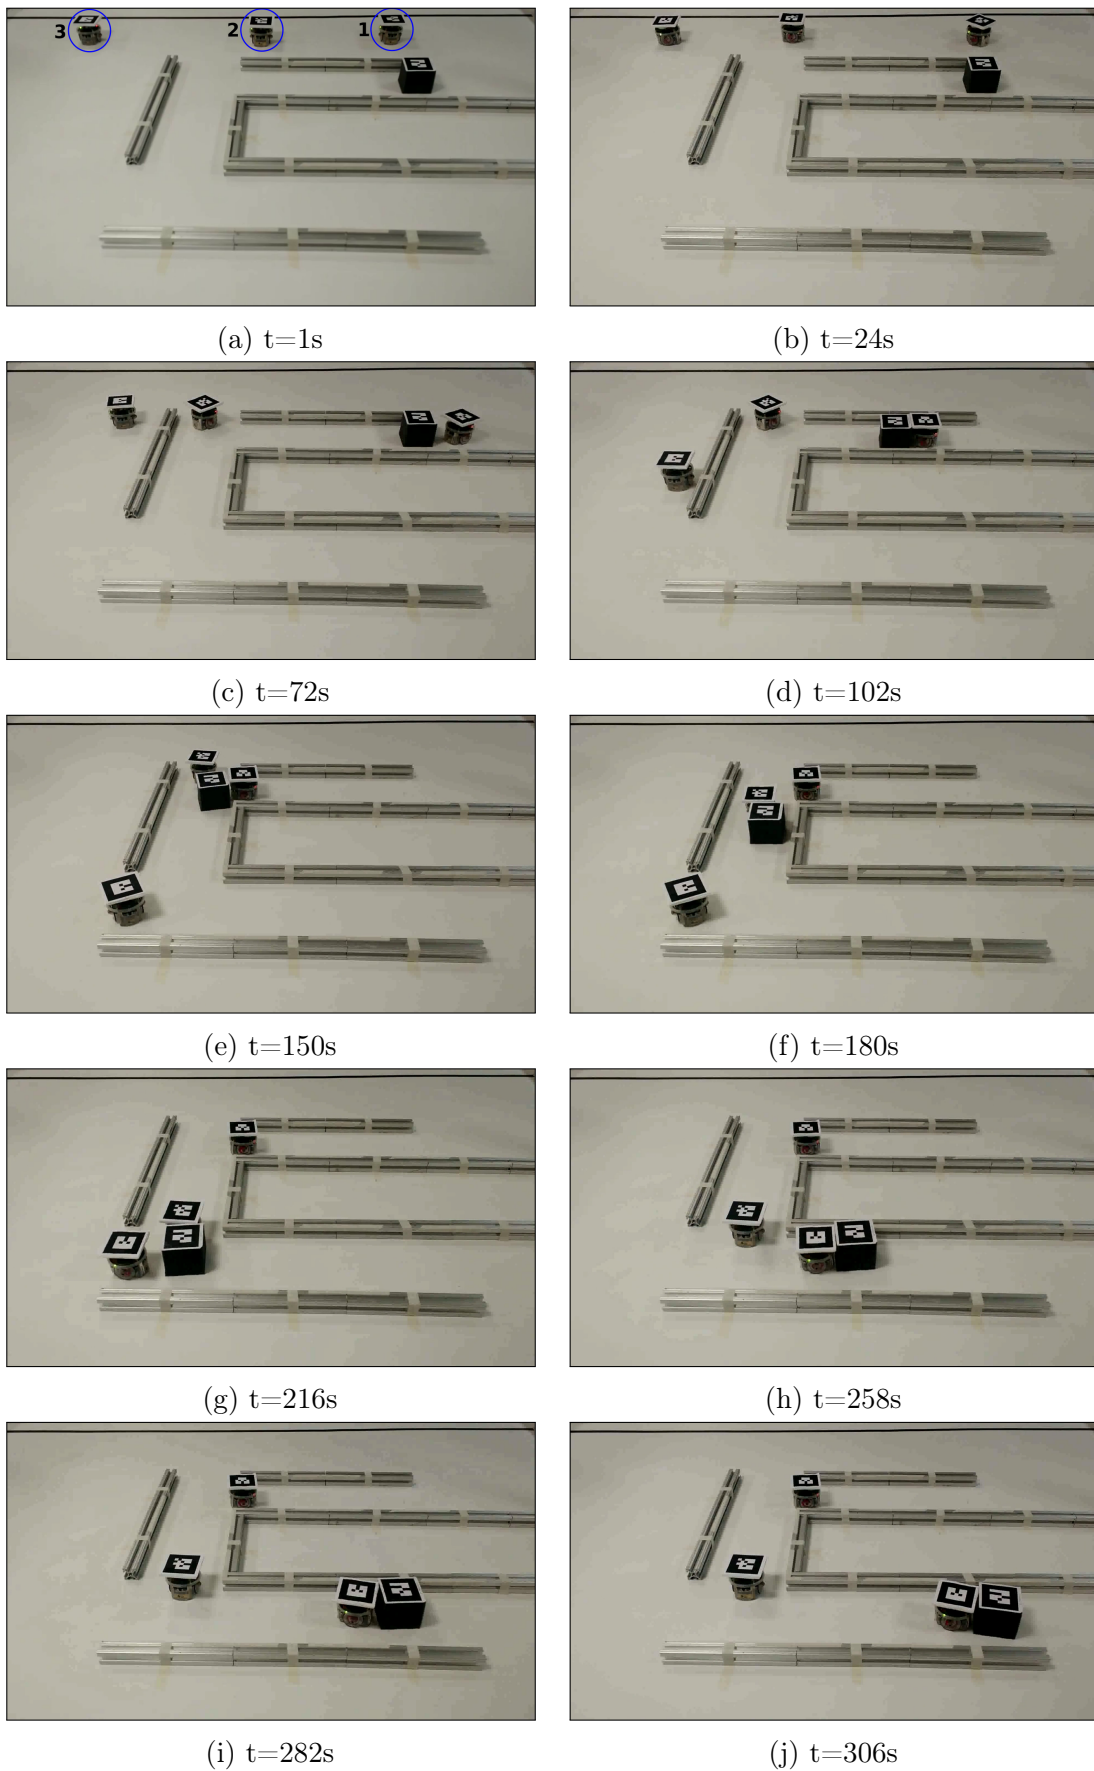 3 2 1
(a) t=1s
(b) t=24s
(c) t=72s
(d) t=102s
(e) t=150s
(f) t=180s
(g) t=216s
(h) t=258s
(i) t=282s
(j) t=306s